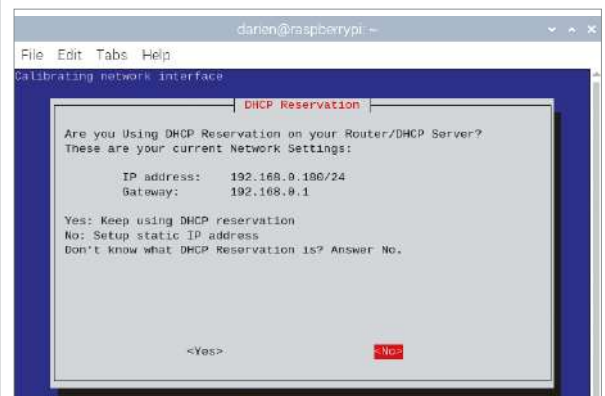 darien@raspberrypi: ~
File Edit Tabs Help
Calibrating network interface
DHCP Reservation
Are you Using DHCP Reservation on your Router/DHCP Server?
These are your current Network Settings:
IP address: 192.168.0.180/24
Gateway: 192.168.0.1
Yes: Keep using DHCP reservation
No: Setup static IP address
Don't know what DHCP Reservation is? Answer No.
<Yes> <No>